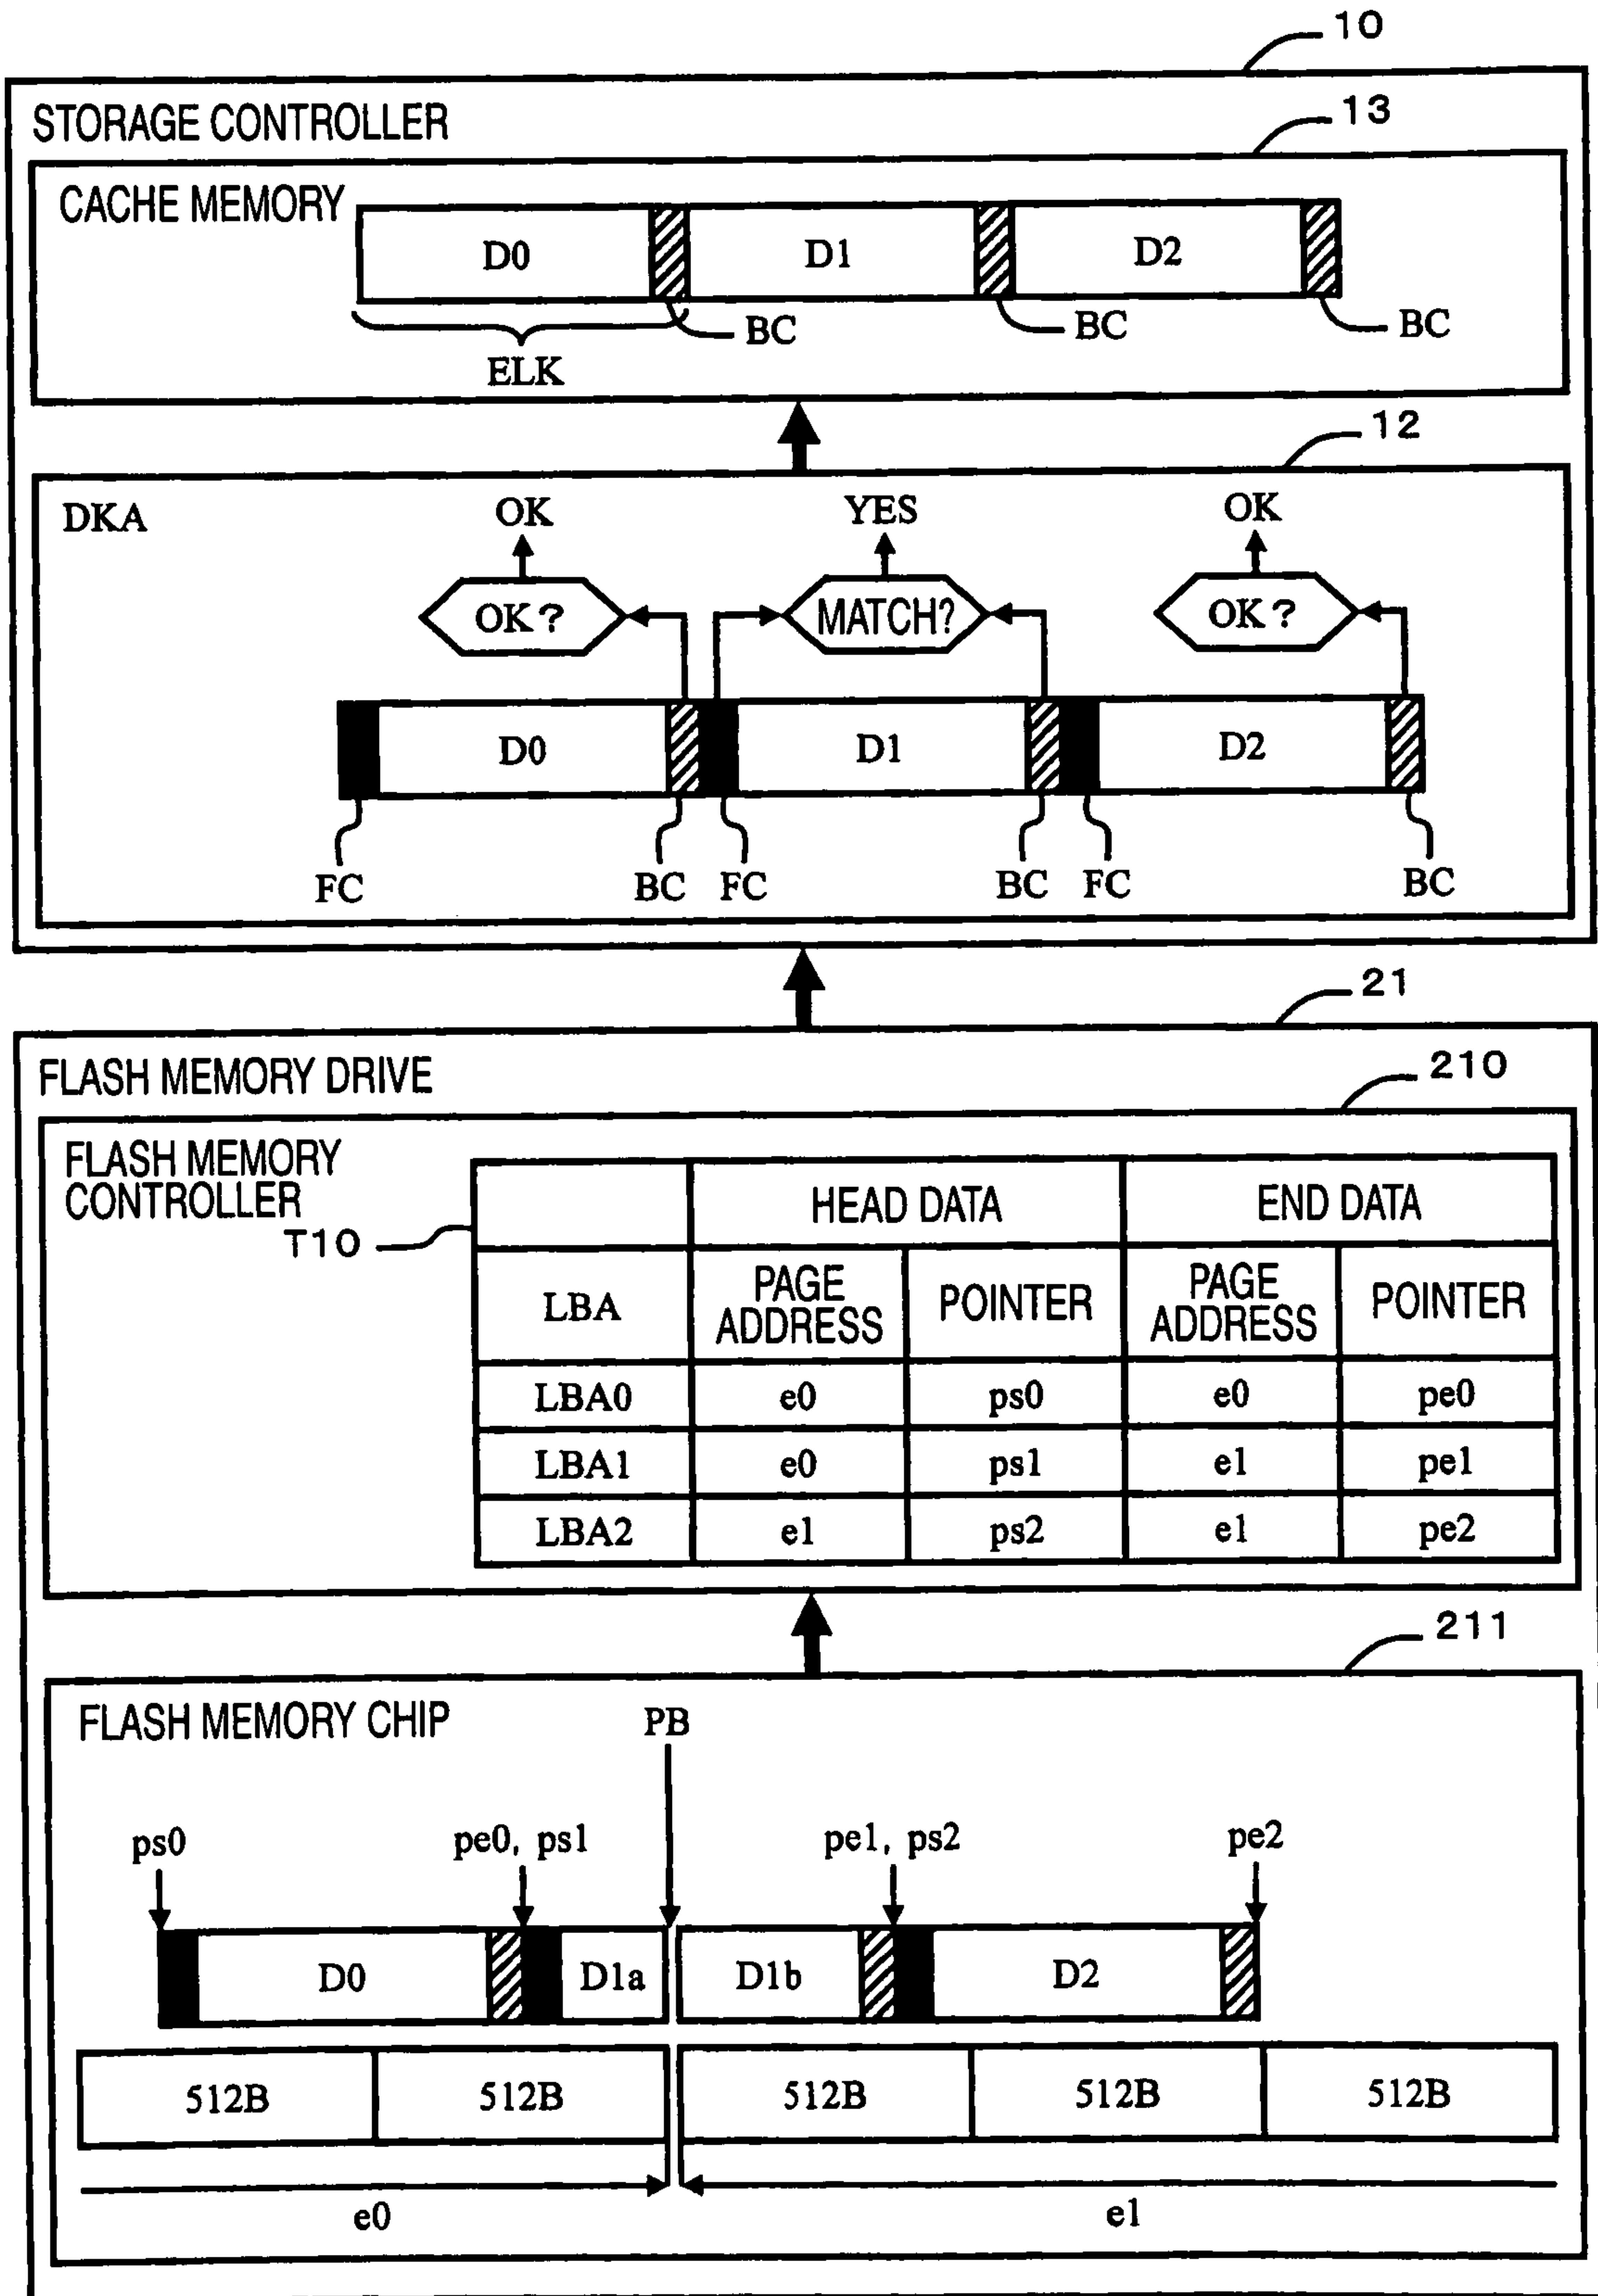 10
STORAGE CONTROLLER
13
CACHE MEMORY
D0 D1 D2
BC BC BC
ELK
12
DKA
OK YES OK
OK? MATCH? OK?
D0 D1 D2
FC BC FC BC FC BC
21
FLASH MEMORY DRIVE
210
FLASH MEMORY
CONTROLLER
T10
HEAD DATA END DATA
LBA PAGE ADDRESS POINTER PAGE ADDRESS POINTER
LBA0 e0 ps0 e0 pe0
LBA1 e0 ps1 e1 pe1
LBA2 e1 ps2 e1 pe2
211
FLASH MEMORY CHIP
PB
ps0 pe0, ps1 pe1, ps2 pe2
D0 D1a D1b D2
512B 512B 512B 512B 512B
e0 e1